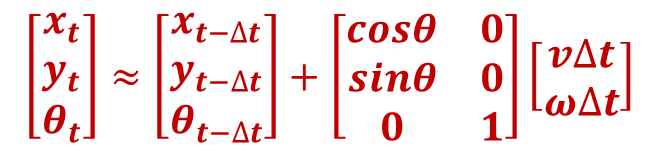 [x_t y_t θ_t] ≈ [x_{t−Δt} y_{t−Δt} θ_{t−Δt}] + [cosθ 0 sinθ 0 0 1] [vΔt ωΔt]